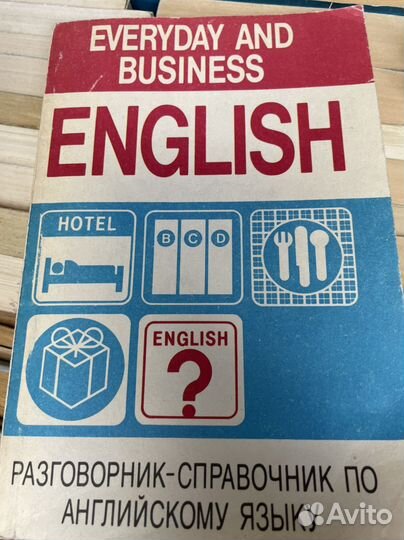 EVERYDAY AND
BUSINESS
ENGLISH
HOTEL
B C D
ENGLISH
?
РАЗГОВОРНИК-СПРАВОЧНИК ПО
АНГЛИЙСКОМУ ЯЗЫКУ
Avito